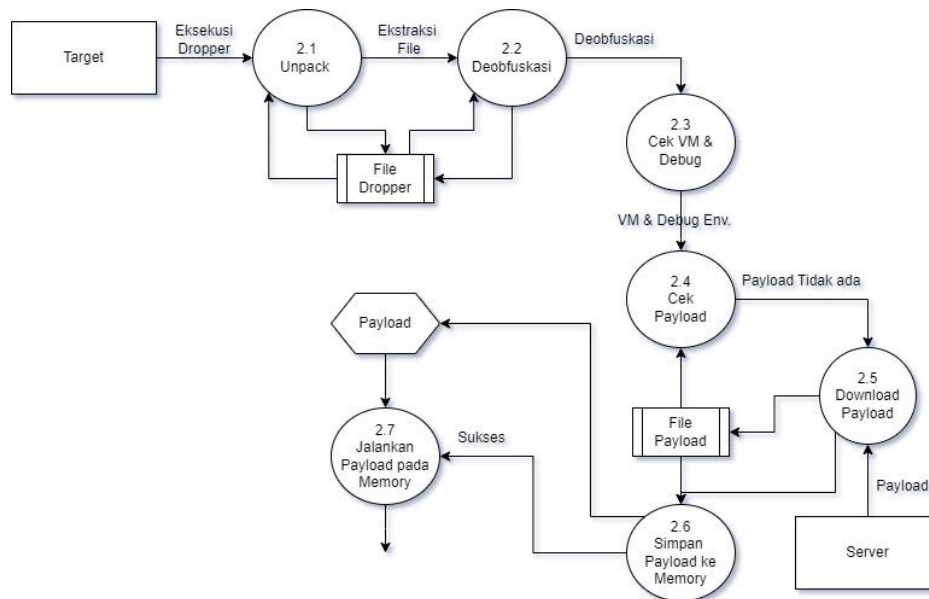 Target
Eksekusi
Dropper
2.1
Unpack
Ekstraksi
File
2.2
Deobfuskasi
Deobfuskasi
File
Dropper
2.3
Cek VM &
Debug
VM & Debug Env.
2.4
Cek
Payload
Payload Tidak ada
Payload
2.5
Download
Payload
File
Payload
2.7
Jalankan
Payload pada
Memory
Sukses
Payload
2.6
Simpan
Payload ke
Memory
Server